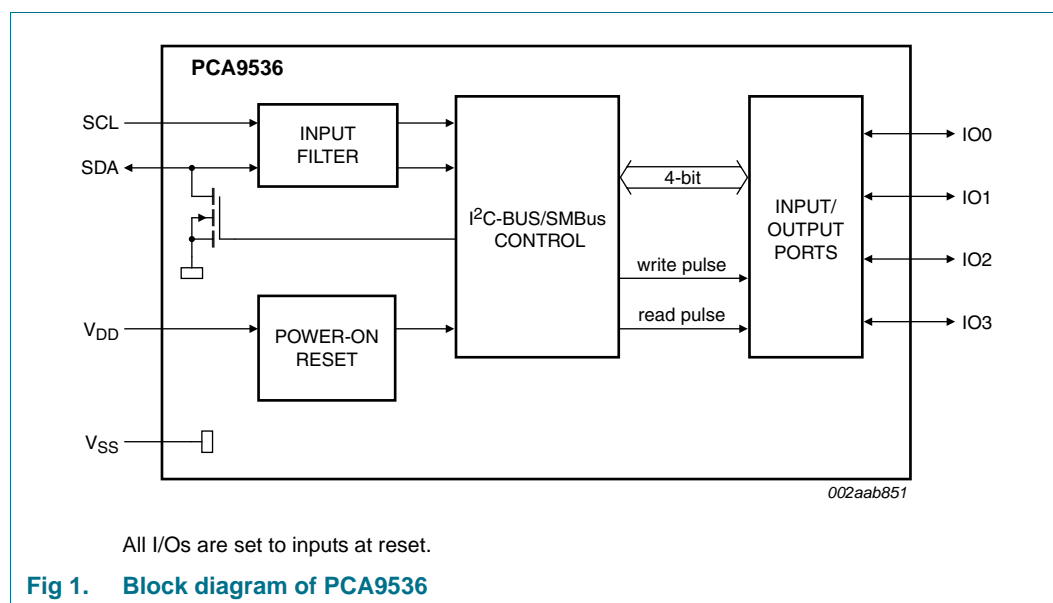 PCA9536
SCL
SDA
INPUT
FILTER
I²C-BUS/SMBus
CONTROL
4-bit
write pulse
read pulse
INPUT/
OUTPUT
PORTS
IO0
IO1
IO2
IO3
VDD
POWER-ON
RESET
VSS
002aab851
All I/Os are set to inputs at reset.
Fig 1. Block diagram of PCA9536